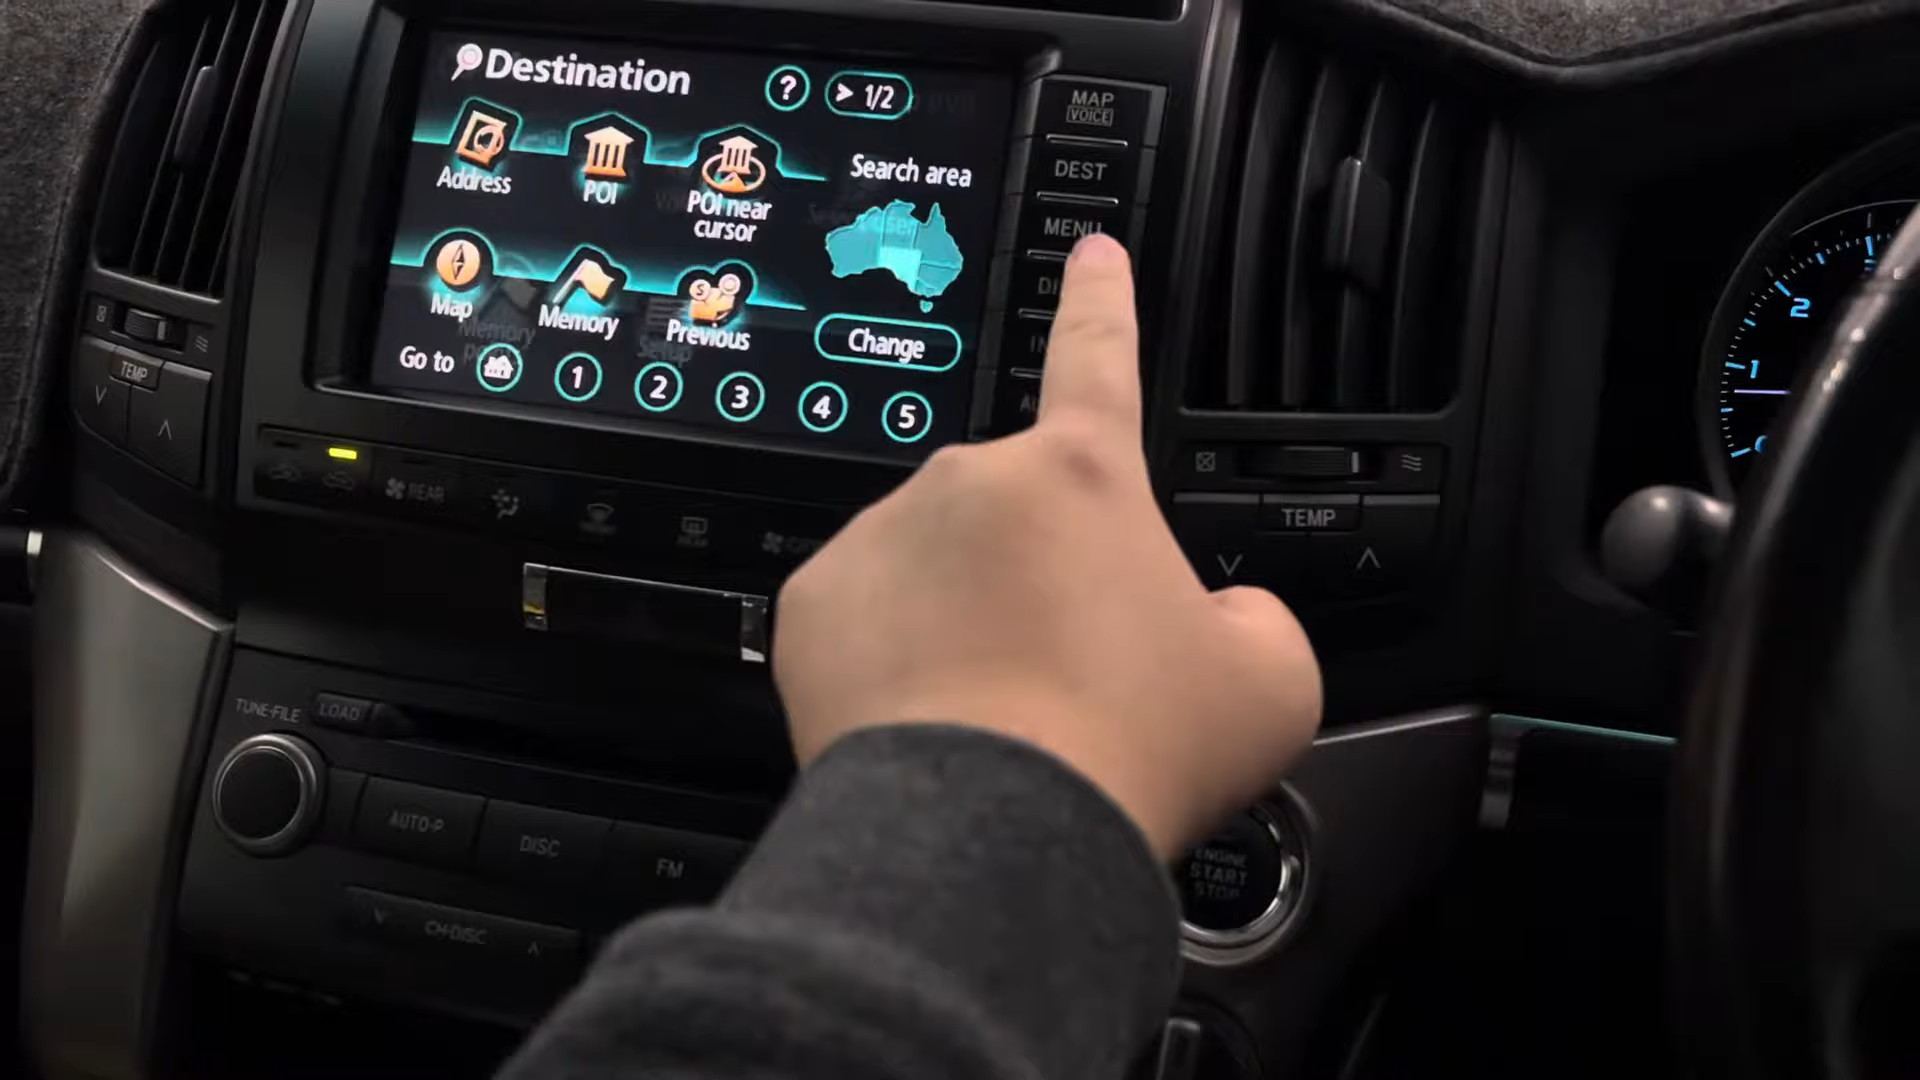 Destination
?
> 1/2
Address
POI
POI near
cursor
Search area
Map
Memory
Previous
Change
Go to
1
2
3
4
5
MAP
VOICE
DEST
MENU
TEMP
REAR
TEMP
TUNE·FILE
LOAD
AUTO·P
DISC
FM
CH·DISC
ENGINE
START
STOP
1
2